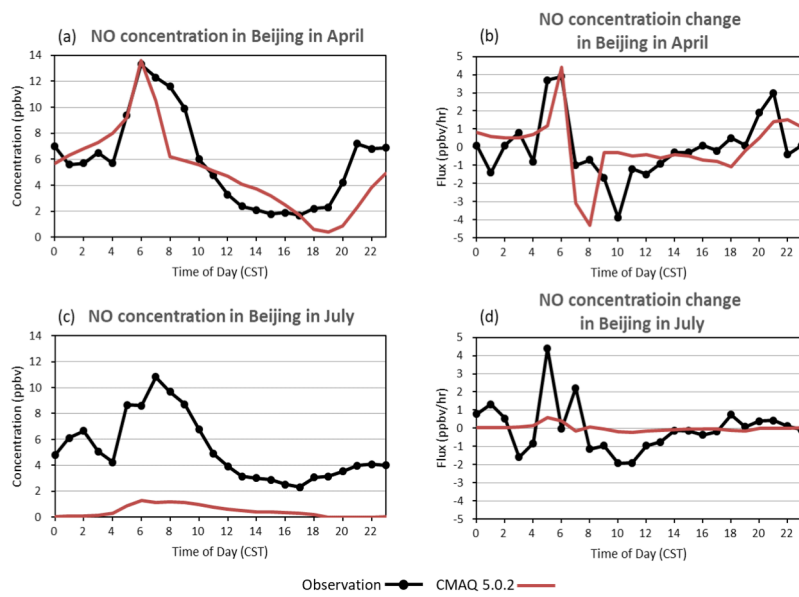 (a) NO concentration in Beijing in April
14
12
10
8
6
4
2
0
Concentration (ppbv)
0 2 4 6 8 10 12 14 16 18 20 22
Time of Day (CST)
(b) NO concentratioin change
in Beijing in April
5
4
3
2
1
0
-1
-2
-3
-4
-5
Flux (ppbv/hr)
0 2 4 6 8 10 12 14 16 18 20 22
Time of Day (CST)
(c) NO concentration in Beijing in July
14
12
10
8
6
4
2
0
Concentration (ppbv)
0 2 4 6 8 10 12 14 16 18 20 22
Time of Day (CST)
(d) NO concentratioin change
in Beijing in July
5
4
3
2
1
0
-1
-2
-3
-4
-5
Flux (ppbv/hr)
0 2 4 6 8 10 12 14 16 18 20 22
Time of Day (CST)
Observation CMAQ 5.0.2